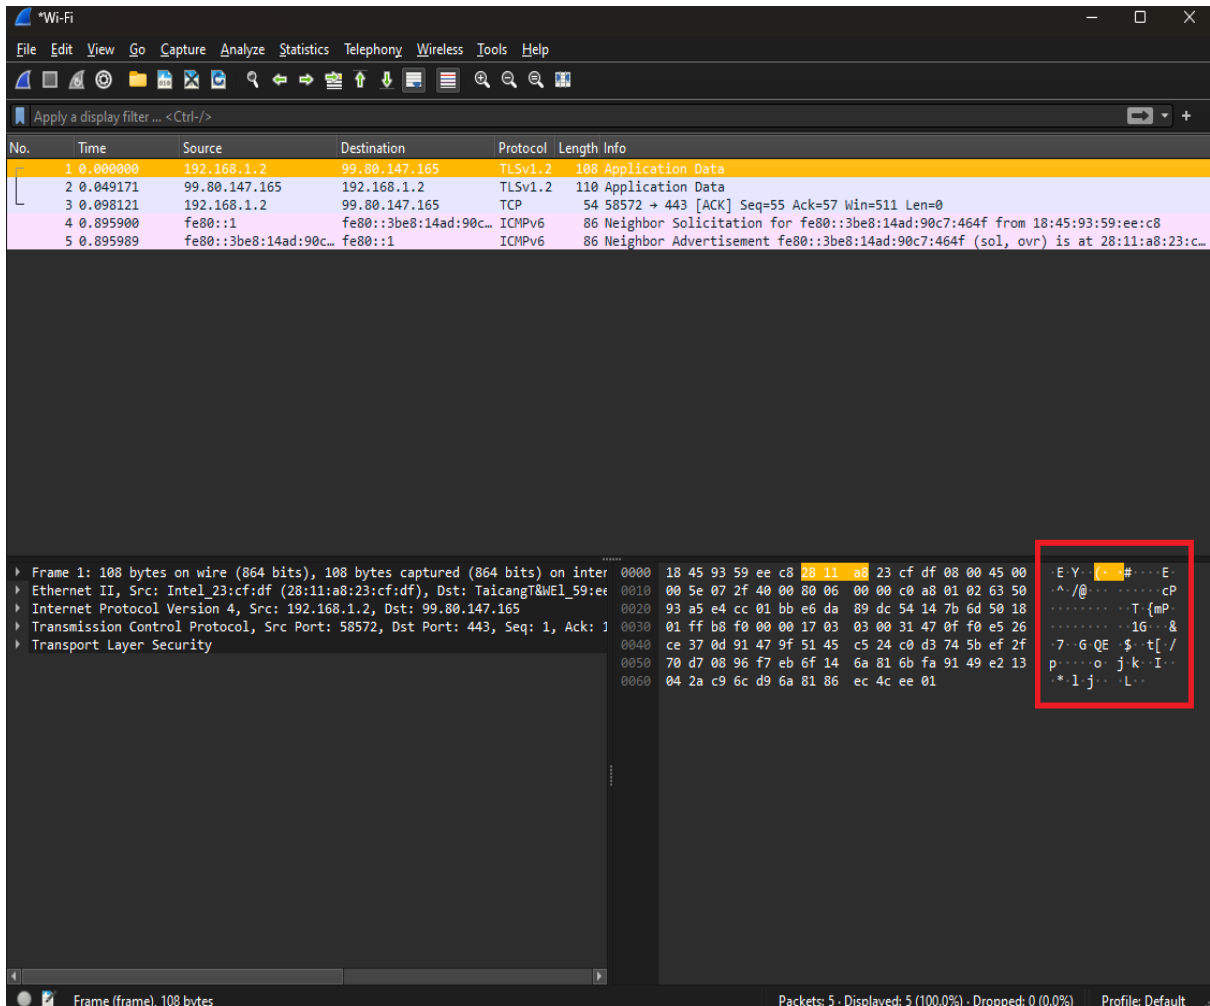 *Wi-Fi
File Edit View Go Capture Analyze Statistics Telephony Wireless Tools Help
Apply a display filter ... <Ctrl-/>
No. Time Source Destination Protocol Length Info
1 0.000000 192.168.1.2 99.80.147.165 TLSv1.2 108 Application Data
2 0.049171 99.80.147.165 192.168.1.2 TLSv1.2 110 Application Data
3 0.098121 192.168.1.2 99.80.147.165 TCP 54 58572 → 443 [ACK] Seq=55 Ack=57 Win=511 Len=0
4 0.895900 fe80::1 fe80::3be8:14ad:90c… ICMPv6 86 Neighbor Solicitation for fe80::3be8:14ad:90c7:464f from 18:45:93:59:ee:c8
5 0.895989 fe80::3be8:14ad:90c… fe80::1 ICMPv6 86 Neighbor Advertisement fe80::3be8:14ad:90c7:464f (sol, ovr) is at 28:11:a8:23:c…
Frame 1: 108 bytes on wire (864 bits), 108 bytes captured (864 bits) on inter
Ethernet II, Src: Intel_23:cf:df (28:11:a8:23:cf:df), Dst: TaicangT&WEl_59:ee
Internet Protocol Version 4, Src: 192.168.1.2, Dst: 99.80.147.165
Transmission Control Protocol, Src Port: 58572, Dst Port: 443, Seq: 1, Ack: 1
Transport Layer Security
0000 18 45 93 59 ee c8 28 11 a8 23 cf df 08 00 45 00 ·E·Y··(· ·#····E·
0010 00 5e 07 2f 40 00 80 06 00 00 c0 a8 01 02 63 50 ·^·/@··· ······cP
0020 93 a5 e4 cc 01 bb e6 da 89 dc 54 14 7b 6d 50 18 ········ ··T·{mP·
0030 01 ff b8 f0 00 00 17 03 03 00 31 47 0f f0 e5 26 ········ ··1G···&
0040 ce 37 0d 91 47 9f 51 45 c5 24 c0 d3 74 5b ef 2f ·7··G·QE ·$··t[·/
0050 70 d7 08 96 f7 eb 6f 14 6a 81 6b fa 91 49 e2 13 p·····o· j·k··I··
0060 04 2a c9 6c d9 6a 81 86 ec 4c ee 01 ·*·l·j·· ·L··
Frame (frame), 108 bytes
Packets: 5 · Displayed: 5 (100.0%) · Dropped: 0 (0.0%)
Profile: Default